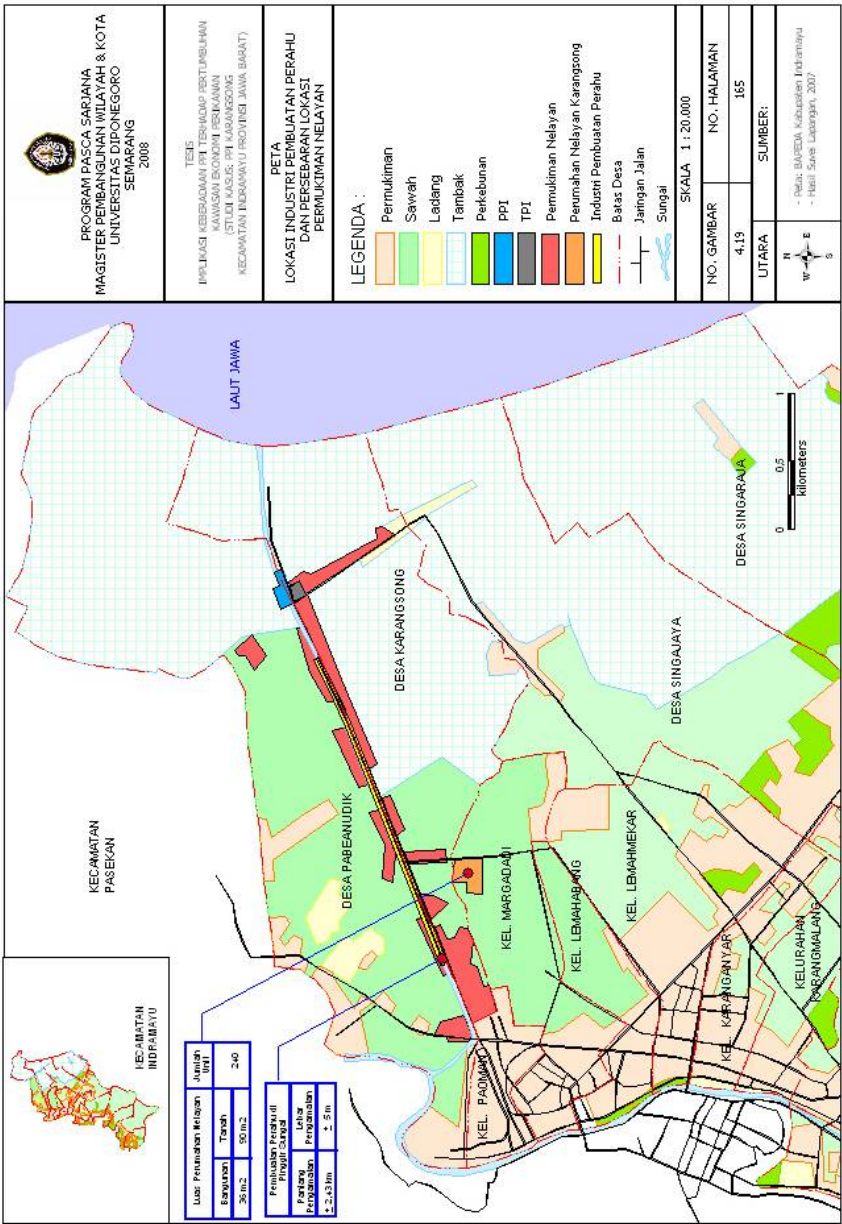 PROGRAM PASCA SARJANA
MAGISTER PEMBANGUNAN WILAYAH & KOTA
UNIVERSITAS DIPONEGORO
SEMARANG
2008
TESIS
IMPLIKASI KEBERADAAN PPI TERHADAP PERTUMBUHAN
KAWASAN EKONOMI PERIKANAN
(STUDI KASUS: PPI KARANGSONG
KECAMATAN INDRAMAYU PROVINSI JAWA BARAT)
PETA
LOKASI INDUSTRI PEMBUATAN PERAHU
DAN PERSEBARAN LOKASI
PERMUKIMAN NELAYAN
LEGENDA :
Permukiman
Sawah
Ladang
Tambak
Perkebunan
PPI
TPI
Permukiman Nelayan
Perumahan Nelayan Karangsong
Industri Pembuatan Perahu
Batas Desa
Jaringan Jalan
Sungai
SKALA 1 : 20.000
NO. GAMBAR
NO. HALAMAN
4.19
165
UTARA
SUMBER:
N
W E
S
- Peta: BAPEDA Kabupaten Indramayu
- Hasil Survei Lapangan, 2007
KECAMATAN
INDRAMAYU
Luas Perumahan Nelayan
Jumlah
Unit
Bangunan
Tanah
36 m2
90 m2
240
Pembuatan Perahu di
Pinggir Sungai
Panjang
Pengamatan
Lebar
Pengamatan
± 2,43 km
± 5 m
KECAMATAN
PASEKAN
LAUT JAWA
DESA PABEANUDIK
DESA KARANGSONG
KEL. MARGADADI
KEL. PAOMAN
KEL. LEMAHABANG
KEL. LEMAHMEKAR
DESA SINGAJAYA
DESA SINGARAJA
KEL. KARANGANYAR
KELURAHAN
KARANGMALANG
0 0,5 1
kilometers